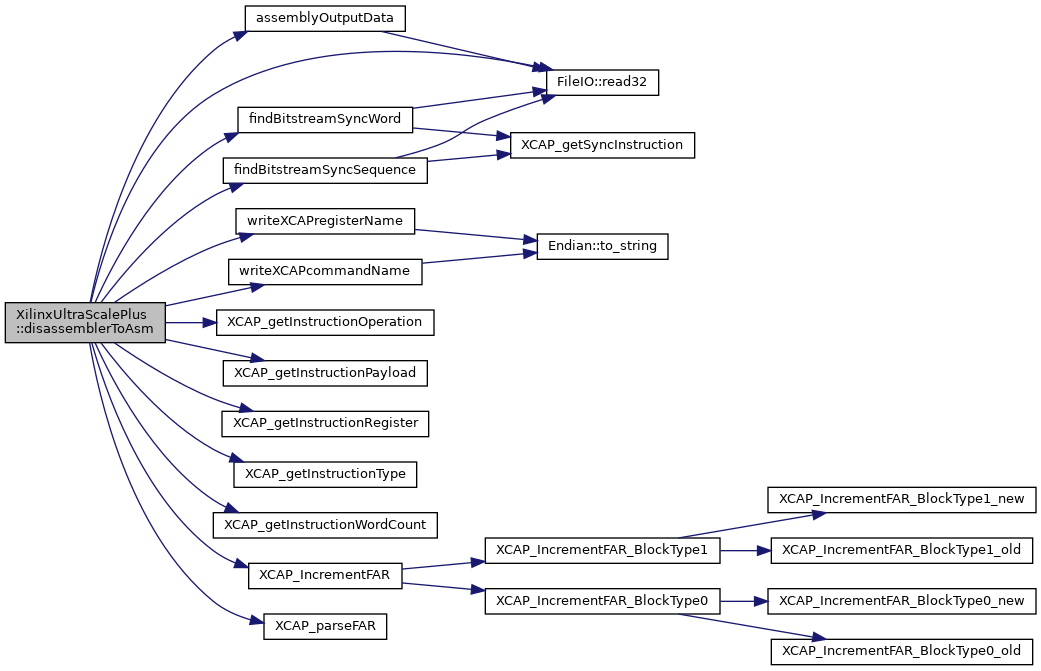 assemblyOutputData
FileIO::read32
findBitstreamSyncWord
XCAP_getSyncInstruction
findBitstreamSyncSequence
writeXCAPregisterName
Endian::to_string
writeXCAPcommandName
XilinxUltraScalePlus
::disassemblerToAsm
XCAP_getInstructionOperation
XCAP_getInstructionPayload
XCAP_getInstructionRegister
XCAP_getInstructionType
XCAP_getInstructionWordCount
XCAP_IncrementFAR
XCAP_parseFAR
XCAP_IncrementFAR_BlockType1
XCAP_IncrementFAR_BlockType0
XCAP_IncrementFAR_BlockType1_new
XCAP_IncrementFAR_BlockType1_old
XCAP_IncrementFAR_BlockType0_new
XCAP_IncrementFAR_BlockType0_old